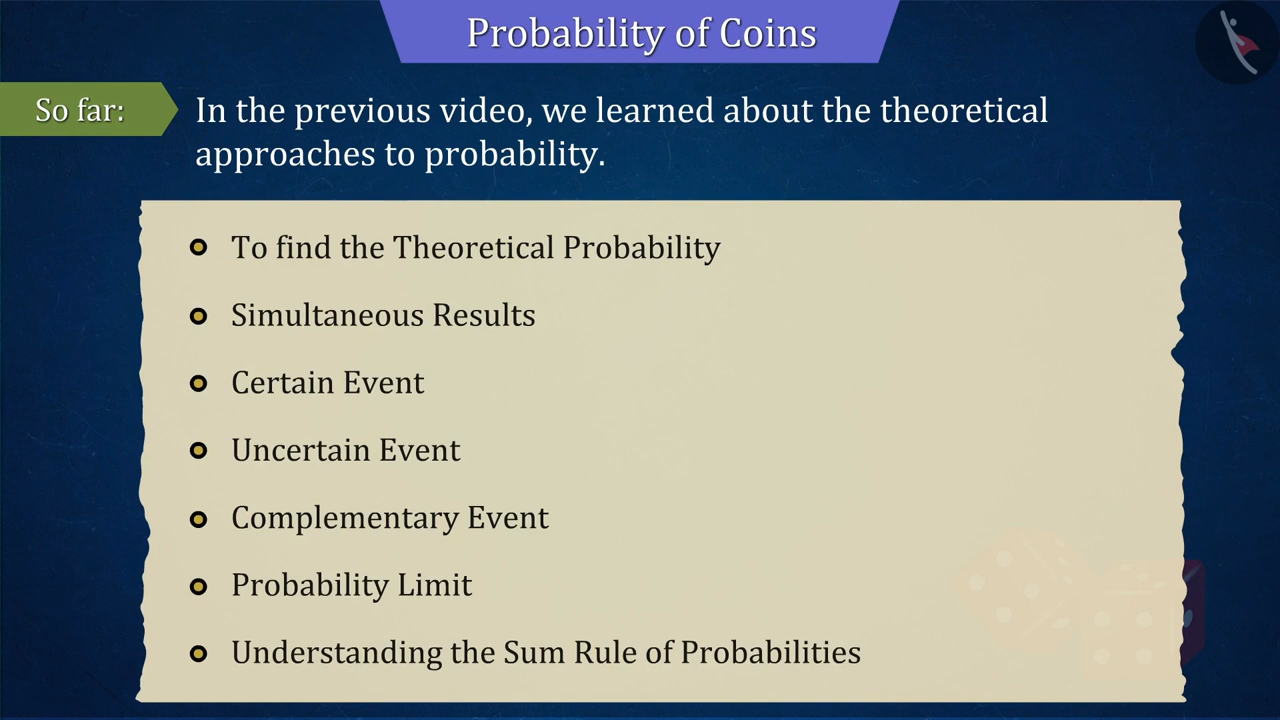 Probability of Coins
So far:
In the previous video, we learned about the theoretical
approaches to probability.
To find the Theoretical Probability
Simultaneous Results
Certain Event
Uncertain Event
Complementary Event
Probability Limit
Understanding the Sum Rule of Probabilities